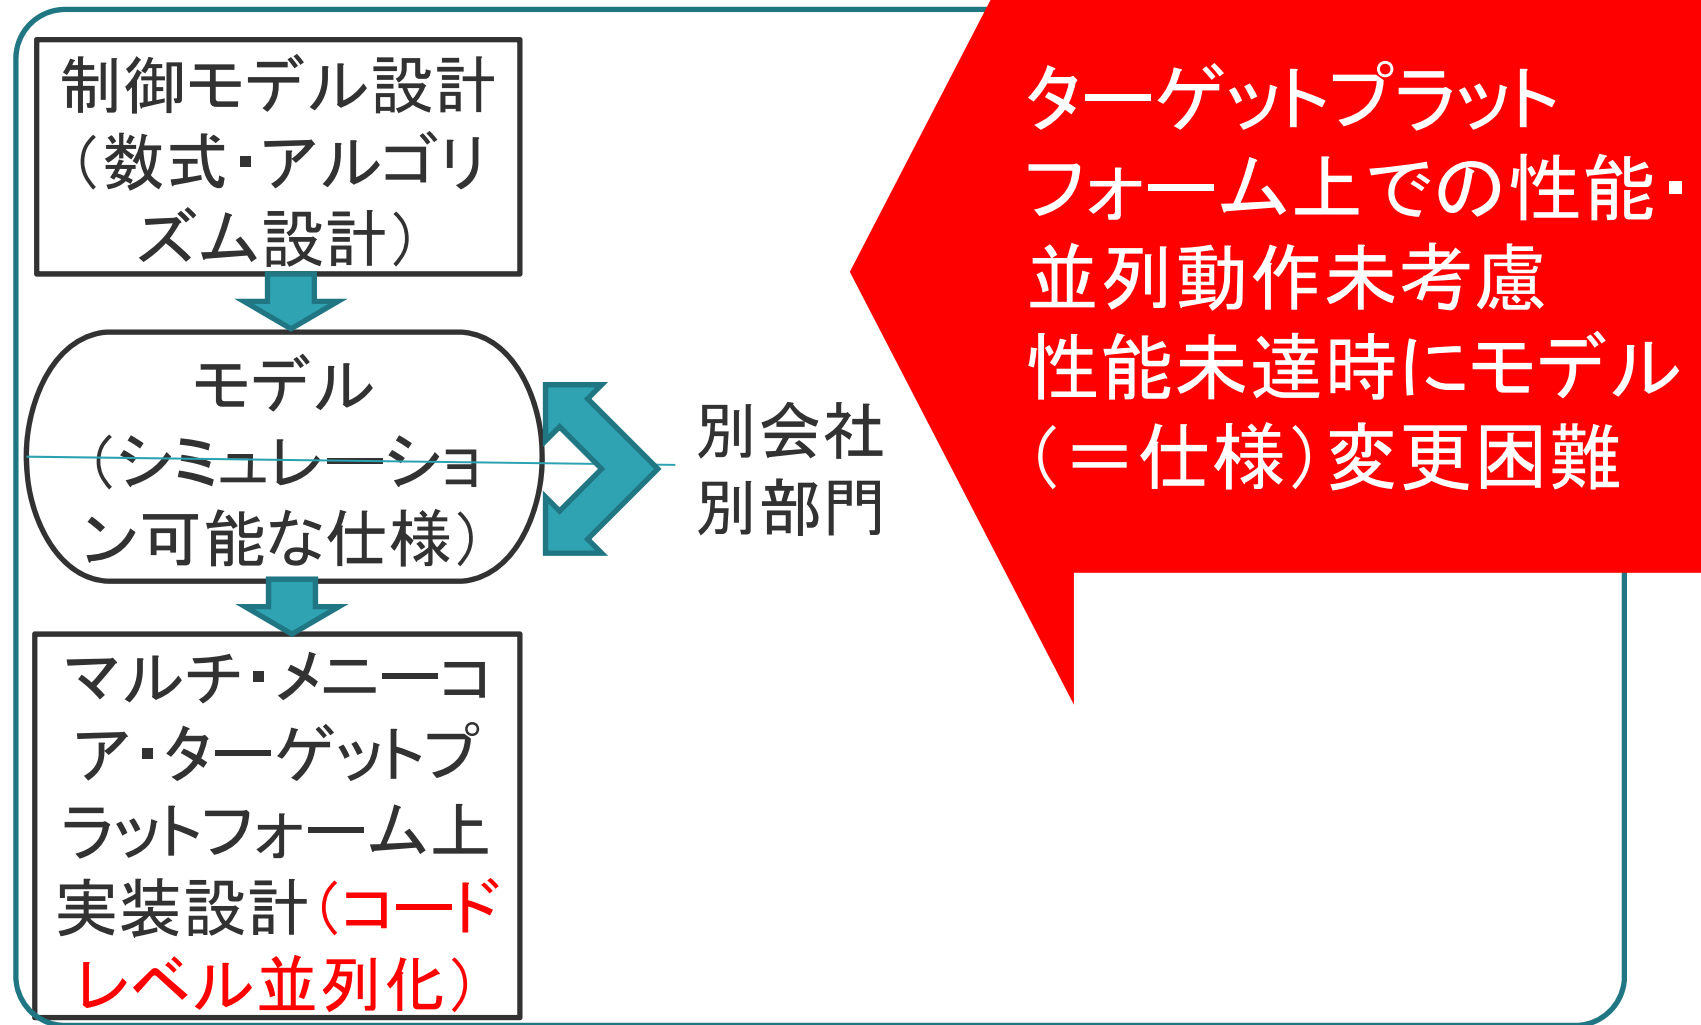 制御モデル設計
（数式・アルゴリ
ズム設計）
モデル
（シミュレーショ
ン可能な仕様）
別会社
別部門
マルチ・メニーコ
ア・ターゲットプ
ラットフォーム上
実装設計（コード
レベル並列化）
ターゲットプラット
フォーム上での性能・
並列動作未考慮
性能未達時にモデル
（＝仕様）変更困難